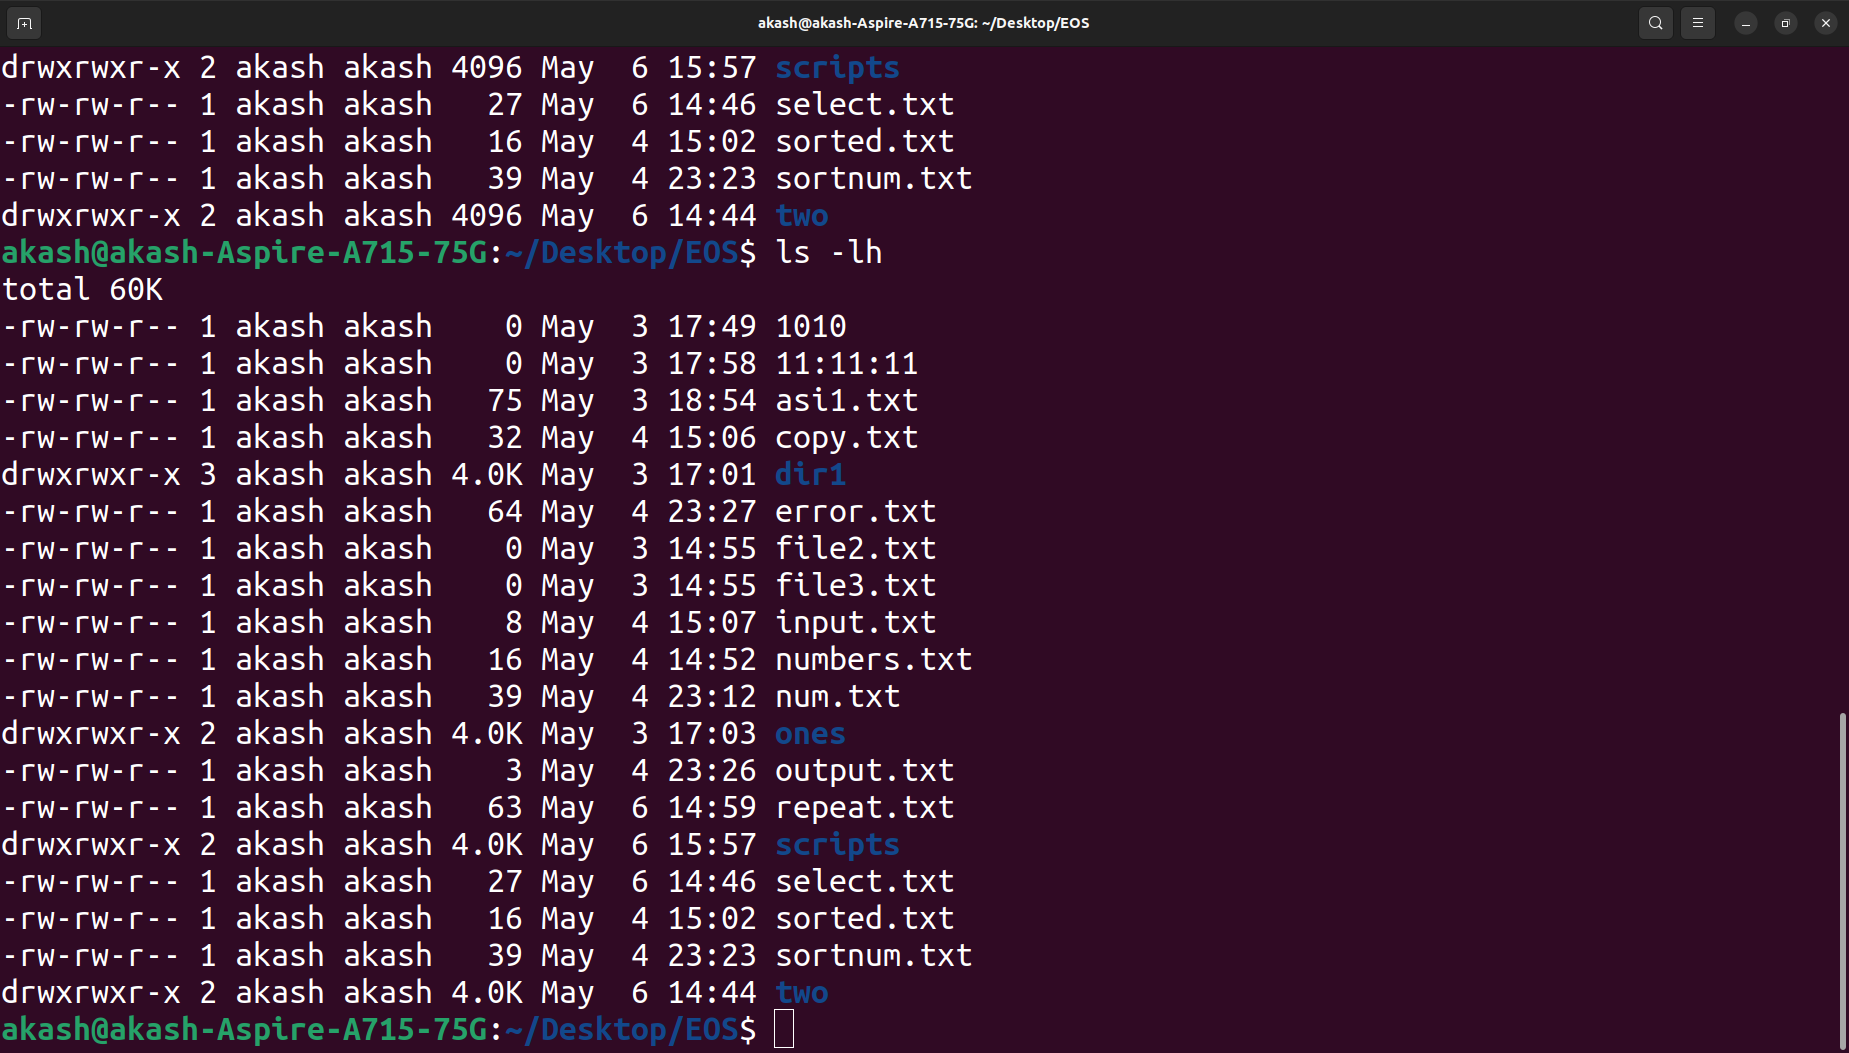 akash@akash-Aspire-A715-75G: ~/Desktop/EOS
drwxrwxr-x 2 akash akash 4096 May  6 15:57 scripts
-rw-rw-r-- 1 akash akash   27 May  6 14:46 select.txt
-rw-rw-r-- 1 akash akash   16 May  4 15:02 sorted.txt
-rw-rw-r-- 1 akash akash   39 May  4 23:23 sortnum.txt
drwxrwxr-x 2 akash akash 4096 May  6 14:44 two
akash@akash-Aspire-A715-75G:~/Desktop/EOS$ ls -lh
total 60K
-rw-rw-r-- 1 akash akash    0 May  3 17:49 1010
-rw-rw-r-- 1 akash akash    0 May  3 17:58 11:11:11
-rw-rw-r-- 1 akash akash   75 May  3 18:54 asi1.txt
-rw-rw-r-- 1 akash akash   32 May  4 15:06 copy.txt
drwxrwxr-x 3 akash akash 4.0K May  3 17:01 dir1
-rw-rw-r-- 1 akash akash   64 May  4 23:27 error.txt
-rw-rw-r-- 1 akash akash    0 May  3 14:55 file2.txt
-rw-rw-r-- 1 akash akash    0 May  3 14:55 file3.txt
-rw-rw-r-- 1 akash akash    8 May  4 15:07 input.txt
-rw-rw-r-- 1 akash akash   16 May  4 14:52 numbers.txt
-rw-rw-r-- 1 akash akash   39 May  4 23:12 num.txt
drwxrwxr-x 2 akash akash 4.0K May  3 17:03 ones
-rw-rw-r-- 1 akash akash    3 May  4 23:26 output.txt
-rw-rw-r-- 1 akash akash   63 May  6 14:59 repeat.txt
drwxrwxr-x 2 akash akash 4.0K May  6 15:57 scripts
-rw-rw-r-- 1 akash akash   27 May  6 14:46 select.txt
-rw-rw-r-- 1 akash akash   16 May  4 15:02 sorted.txt
-rw-rw-r-- 1 akash akash   39 May  4 23:23 sortnum.txt
drwxrwxr-x 2 akash akash 4.0K May  6 14:44 two
akash@akash-Aspire-A715-75G:~/Desktop/EOS$